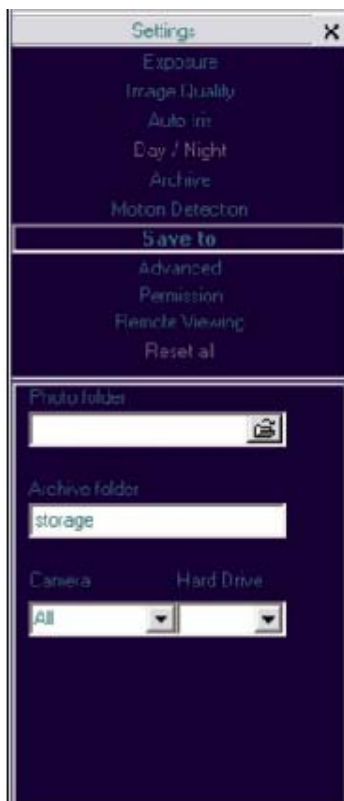 Settings X
Exposure
Image Quality
Auto Iris
Day / Night
Archive
Motion Detection
Save to
Advanced
Permission
Remote Viewing
Reset all
Photo folder
Archive folder
storage
Camera Hard Drive
All